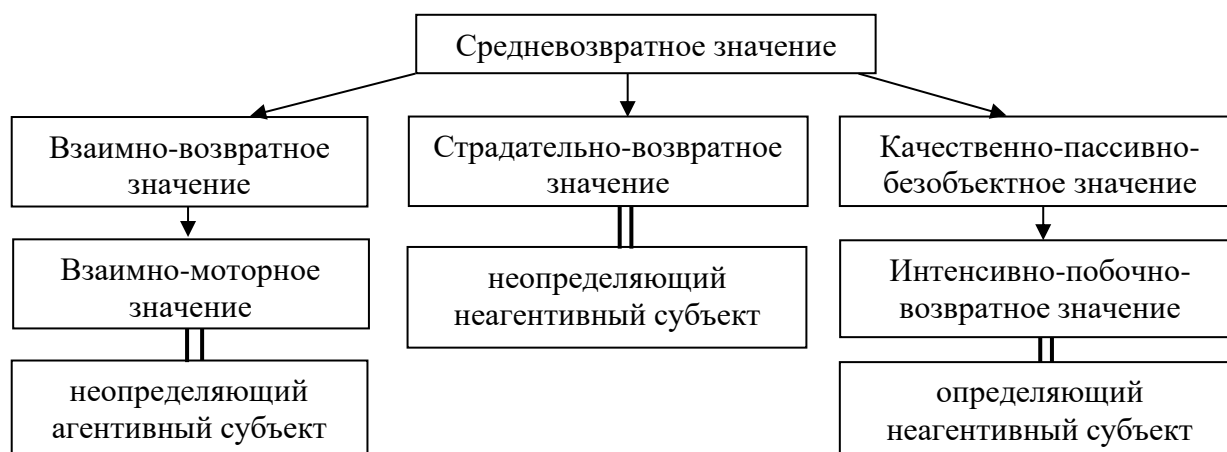 Средневозвратное значение
Взаимно-возвратное
значение
Страдательно-возвратное
значение
Качественно-пассивно-
безобъектное значение
Взаимно-моторное
значение
неопределяющий
неагентивный субъект
Интенсивно-побочно-
возвратное значение
неопределяющий
агентивный субъект
определяющий
неагентивный субъект